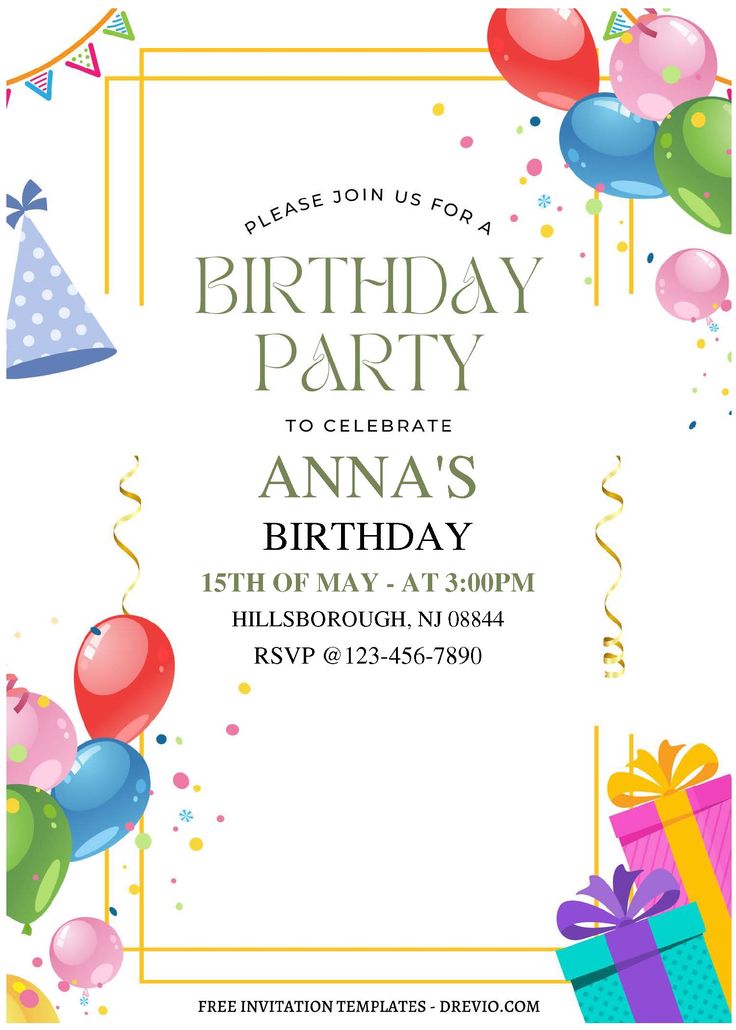 PLEASE JOIN US FOR A
BIRTHDAY
PARTY
TO CELEBRATE
ANNA'S
BIRTHDAY
15TH OF MAY - AT 3:00PM
HILLSBOROUGH, NJ 08844
RSVP @123-456-7890
FREE INVITATION TEMPLATES - DREVIO.COM